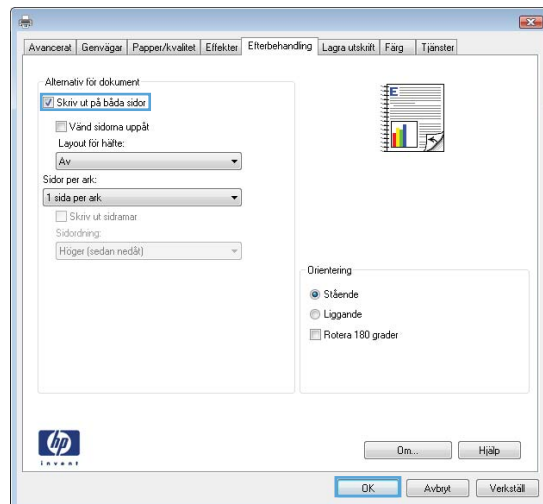 Avancerat Genvägar Papper/kvalitet Effekter Efterbehandling Lagra utskrift Färg Tjänster
Alternativ för dokument
Skriv ut på båda sidor
Vänd sidorna uppåt
Layout för häfte:
Av
Sidor per ark:
1 sida per ark
Skriv ut sidramar
Sidordning:
Höger (sedan nedåt)
E
Orientering
Stående
Liggande
Rotera 180 grader
hp
invent
Om... Hjälp
OK Avbryt Verkställ